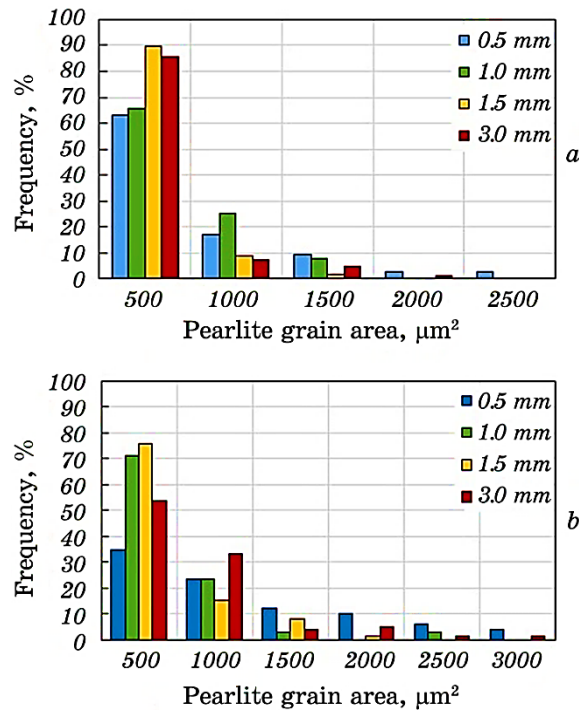 100
90
80
70
60
50
40
30
20
10
0
Frequency, %
0.5 mm
1.0 mm
1.5 mm
3.0 mm
a
500 1000 1500 2000 2500
Pearlite grain area, μm²
100
90
80
70
60
50
40
30
20
10
0
Frequency, %
0.5 mm
1.0 mm
1.5 mm
3.0 mm
b
500 1000 1500 2000 2500 3000
Pearlite grain area, μm²